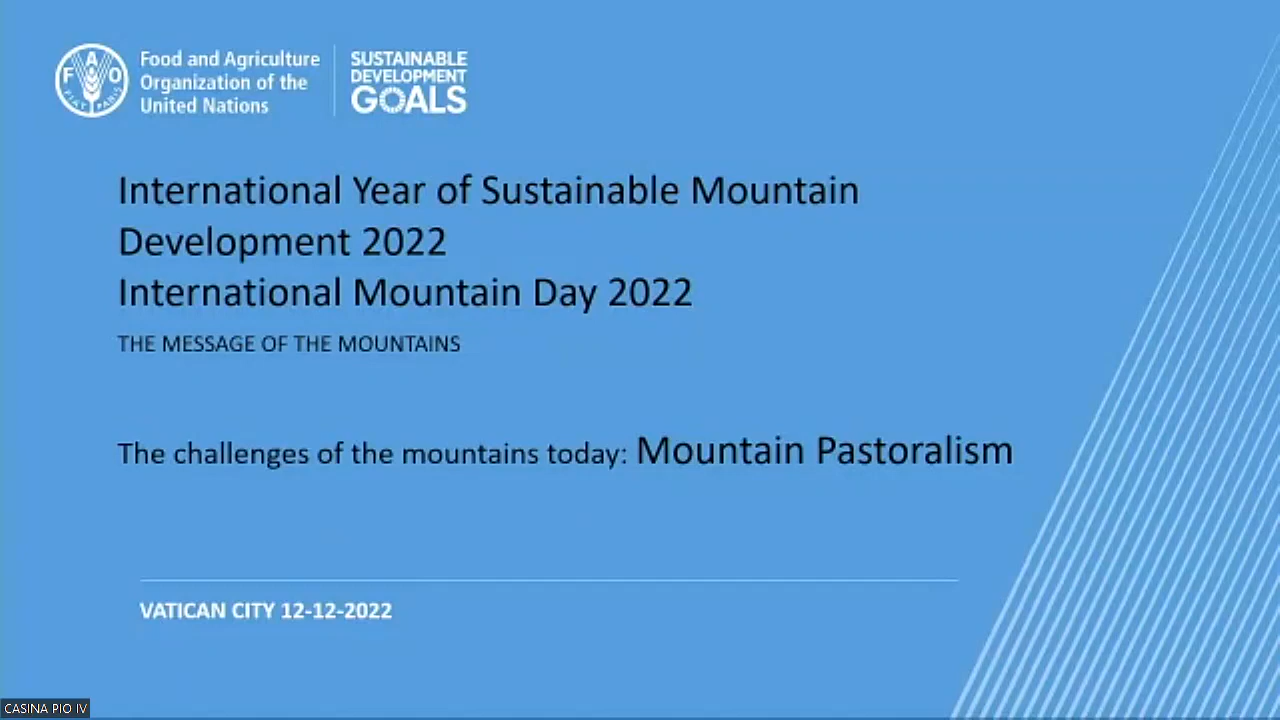 Food and Agriculture
Organization of the
United Nations
SUSTAINABLE
DEVELOPMENT
GOALS
F A O
FIAT PANIS
International Year of Sustainable Mountain
Development 2022
International Mountain Day 2022
THE MESSAGE OF THE MOUNTAINS
The challenges of the mountains today: Mountain Pastoralism
VATICAN CITY 12-12-2022
CASINA PIO IV